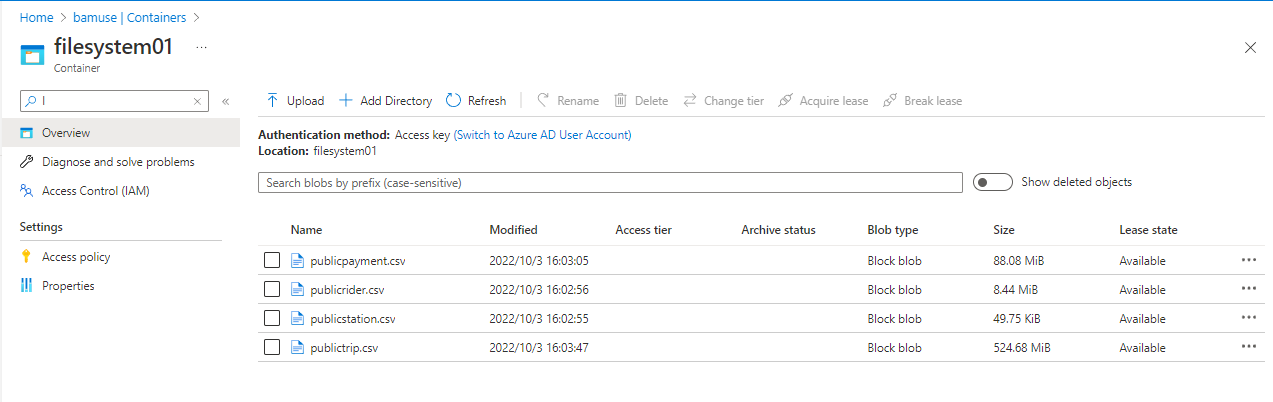 Home > bamuse | Containers >
filesystem01 ...
Container
l
«
Upload Add Directory Refresh Rename Delete Change tier Acquire lease Break lease
Overview
Diagnose and solve problems
Access Control (IAM)
Settings
Access policy
Properties
Authentication method: Access key (Switch to Azure AD User Account)
Location: filesystem01
Search blobs by prefix (case-sensitive) Show deleted objects
Name Modified Access tier Archive status Blob type Size Lease state
publicpayment.csv 2022/10/3 16:03:05 Block blob 88.08 MiB Available ...
publicrider.csv 2022/10/3 16:02:56 Block blob 8.44 MiB Available ...
publicstation.csv 2022/10/3 16:02:55 Block blob 49.75 KiB Available ...
publictrip.csv 2022/10/3 16:03:47 Block blob 524.68 MiB Available ...